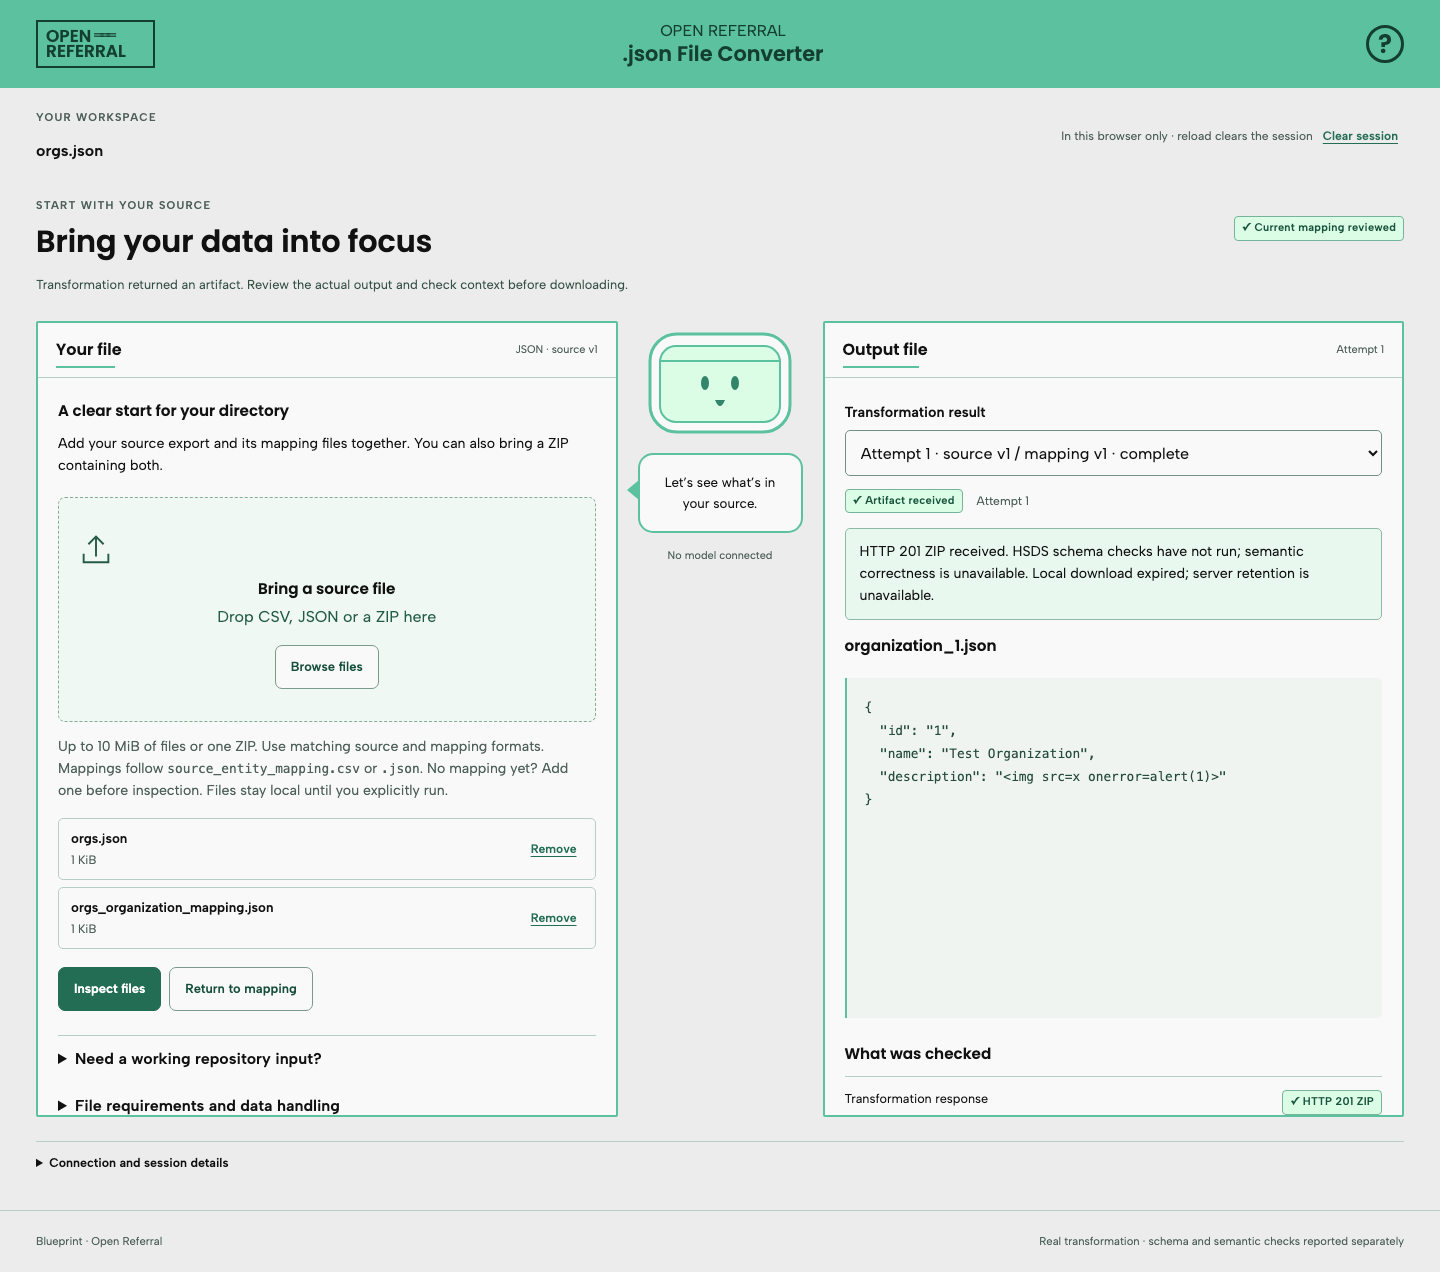 OPEN
REFERRAL
OPEN REFERRAL
.json File Converter
?
YOUR WORKSPACE
orgs.json
In this browser only · reload clears the session Clear session
START WITH YOUR SOURCE
Bring your data into focus
✓ Current mapping reviewed
Transformation returned an artifact. Review the actual output and check context before downloading.
Your file
JSON · source v1
A clear start for your directory
Add your source export and its mapping files together. You can also bring a ZIP
containing both.
Bring a source file
Drop CSV, JSON or a ZIP here
Browse files
Up to 10 MiB of files or one ZIP. Use matching source and mapping formats.
Mappings follow source_entity_mapping.csv or .json. No mapping yet? Add
one before inspection. Files stay local until you explicitly run.
orgs.json
1 KiB
Remove
orgs_organization_mapping.json
1 KiB
Remove
Inspect files
Return to mapping
Need a working repository input?
File requirements and data handling
Let's see what's in
your source.
No model connected
Output file
Attempt 1
Transformation result
Attempt 1 · source v1 / mapping v1 · complete
✓ Artifact received
Attempt 1
HTTP 201 ZIP received. HSDS schema checks have not run; semantic
correctness is unavailable. Local download expired; server retention is
unavailable.
organization_1.json
{
"id": "1",
"name": "Test Organization",
"description": "<img src=x onerror=alert(1)>"
}
What was checked
Transformation response
✓ HTTP 201 ZIP
Connection and session details
Blueprint · Open Referral
Real transformation · schema and semantic checks reported separately